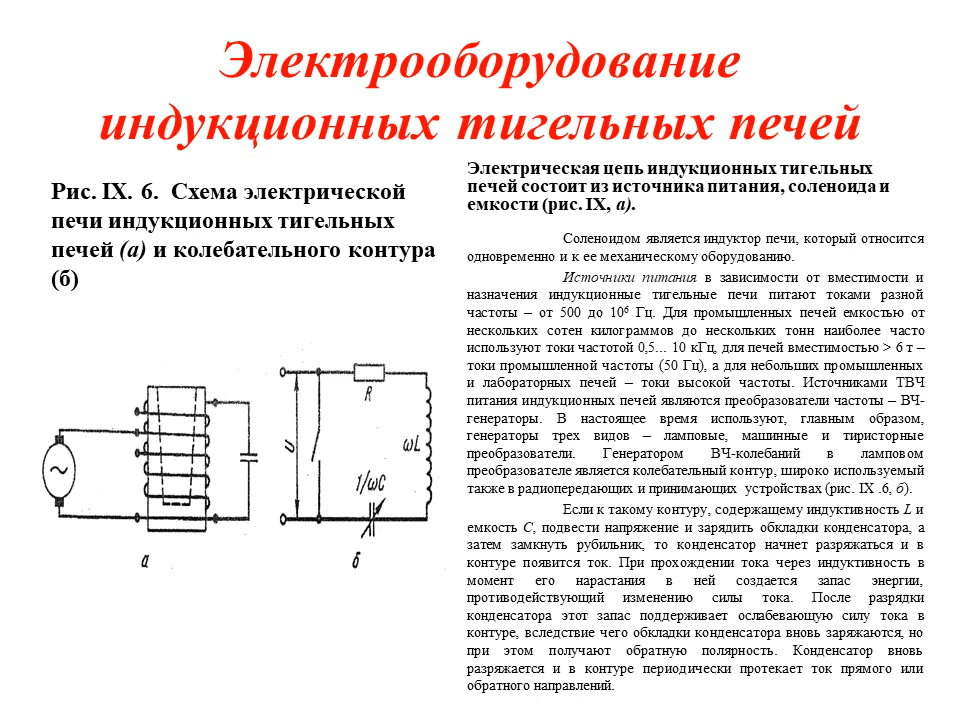 Электрооборудование
индукционных тигельных печей
Рис. IX. 6. Схема электрической
печи индукционных тигельных
печей (а) и колебательного контура
(б)
U
R
ωL
1/ωC
~
а
б
Электрическая цепь индукционных тигельных
печей состоит из источника питания, соленоида и
емкости (рис. IX, а).
Соленоидом является индуктор печи, который относится
одновременно и к ее механическому оборудованию.
Источники питания в зависимости от вместимости и
назначения индукционные тигельные печи питают токами разной
частоты – от 500 до 10⁶ Гц. Для промышленных печей емкостью от
нескольких сотен килограммов до нескольких тонн наиболее часто
используют токи частотой 0,5... 10 кГц, для печей вместимостью > 6 т –
токи промышленной частоты (50 Гц), а для небольших промышленных
и лабораторных печей – токи высокой частоты. Источниками ТВЧ
питания индукционных печей являются преобразователи частоты – ВЧ-
генераторы. В настоящее время используют, главным образом,
генераторы трех видов – ламповые, машинные и тиристорные
преобразователи. Генератором ВЧ-колебаний в ламповом
преобразователе является колебательный контур, широко используемый
также в радиопередающих и принимающих устройствах (рис. IX .6, б).
Если к такому контуру, содержащему индуктивность L и
емкость С, подвести напряжение и зарядить обкладки конденсатора, а
затем замкнуть рубильник, то конденсатор начнет разряжаться и в
контуре появится ток. При прохождении тока через индуктивность в
момент его нарастания в ней создается запас энергии,
противодействующий изменению силы тока. После разрядки
конденсатора этот запас поддерживает ослабевающую силу тока в
контуре, вследствие чего обкладки конденсатора вновь заряжаются, но
при этом получают обратную полярность. Конденсатор вновь
разряжается и в контуре периодически протекает ток прямого или
обратного направлений.